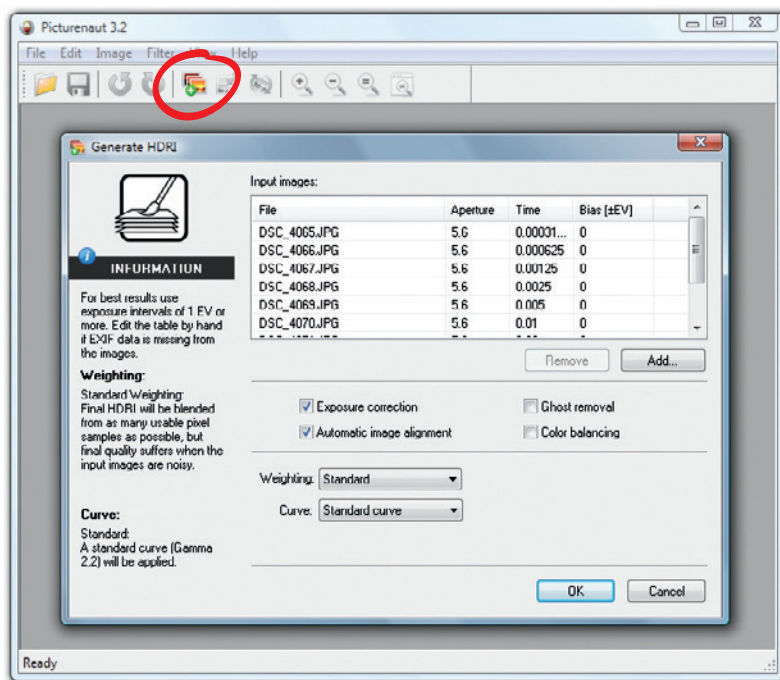 Picturenaut 3.2
File Edit Image Filter View Help
Generate HDRI
INFORMATION
For best results use
exposure intervals of 1 EV or
more. Edit the table by hand
if EXIF data is missing from
the images.
Weighting:
Standard Weighting:
Final HDRI will be blended
from as many usable pixel
samples as possible, but
final quality suffers when the
input images are noisy.
Curve:
Standard:
A standard curve (Gamma
2.2) will be applied.
Input images:
File Aperture Time Bias [±EV]
DSC_4065.JPG 5.6 0.00031... 0
DSC_4066.JPG 5.6 0.000625 0
DSC_4067.JPG 5.6 0.00125 0
DSC_4068.JPG 5.6 0.0025 0
DSC_4069.JPG 5.6 0.005 0
DSC_4070.JPG 5.6 0.01 0
Remove Add...
Exposure correction Ghost removal
Automatic image alignment Color balancing
Weighting: Standard
Curve: Standard curve
OK Cancel
Ready